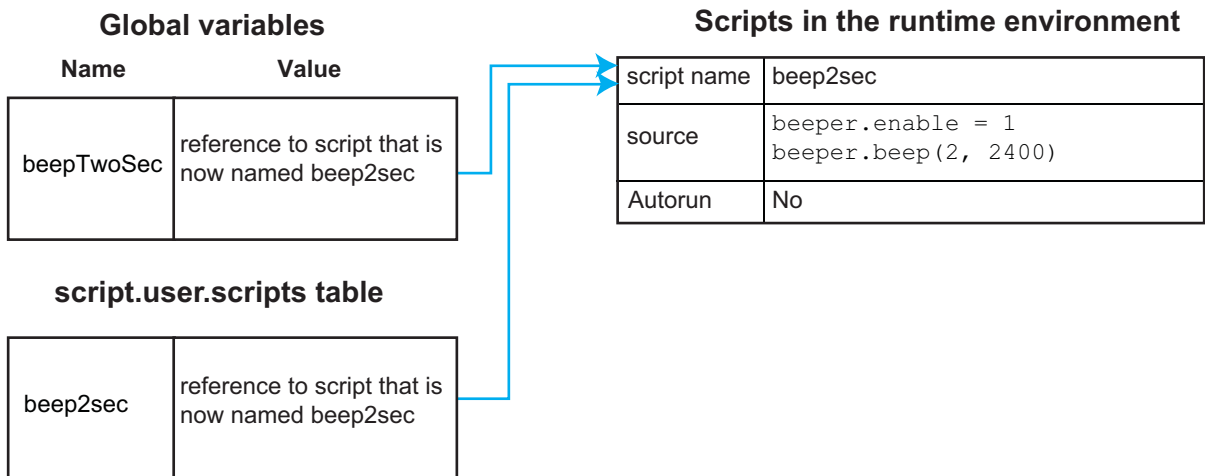 Global variables
Name Value
beepTwoSec
reference to script that is
now named beep2sec
script.user.scripts table
beep2sec
reference to script that is
now named beep2sec
Scripts in the runtime environment
script name beep2sec
source
beeper.enable = 1
beeper.beep(2, 2400)
Autorun No